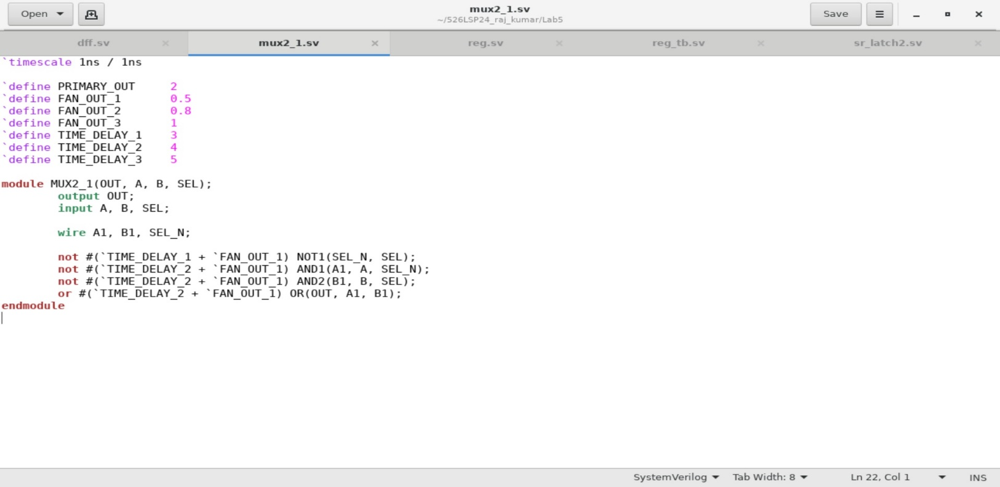 Open
mux2_1.sv
~/526LSP24_raj_kumar/Lab5
Save
dff.sv
mux2_1.sv
reg.sv
reg_tb.sv
sr_latch2.sv
`timescale 1ns / 1ns
`define PRIMARY_OUT 2
`define FAN_OUT_1 0.5
`define FAN_OUT_2 0.8
`define FAN_OUT_3 1
`define TIME_DELAY_1 3
`define TIME_DELAY_2 4
`define TIME_DELAY_3 5
module MUX2_1(OUT, A, B, SEL);
output OUT;
input A, B, SEL;
wire A1, B1, SEL_N;
not #(`TIME_DELAY_1 + `FAN_OUT_1) NOT1(SEL_N, SEL);
not #(`TIME_DELAY_2 + `FAN_OUT_1) AND1(A1, A, SEL_N);
not #(`TIME_DELAY_2 + `FAN_OUT_1) AND2(B1, B, SEL);
or #(`TIME_DELAY_2 + `FAN_OUT_1) OR(OUT, A1, B1);
endmodule
SystemVerilog
Tab Width: 8
Ln 22, Col 1
INS